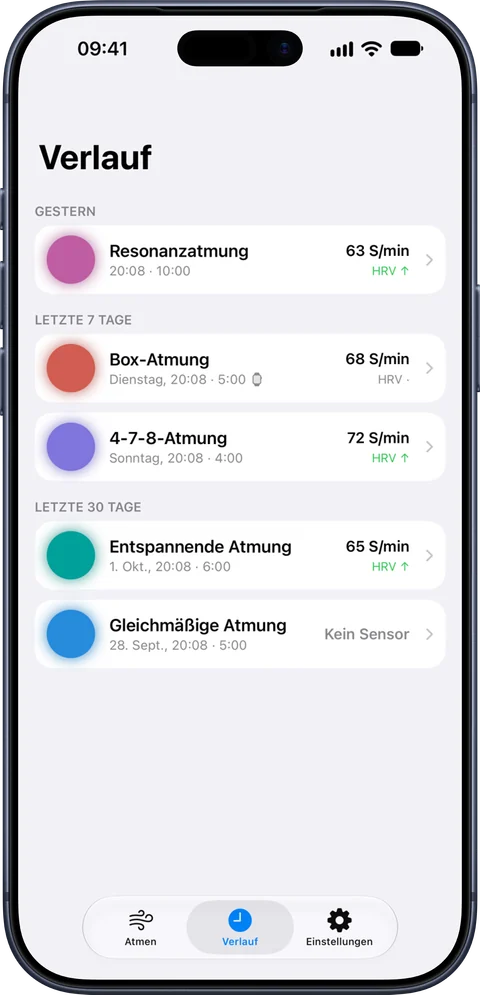 09:41
Verlauf
GESTERN
Resonanzatmung
63 S/min
20:08 · 10:00
HRV ↑
LETZTE 7 TAGE
Box-Atmung
68 S/min
Dienstag, 20:08 · 5:00
HRV ·
4-7-8-Atmung
72 S/min
Sonntag, 20:08 · 4:00
HRV ↑
LETZTE 30 TAGE
Entspannende Atmung
65 S/min
1. Okt., 20:08 · 6:00
HRV ↑
Gleichmäßige Atmung
Kein Sensor
28. Sept., 20:08 · 5:00
Atmen
Verlauf
Einstellungen